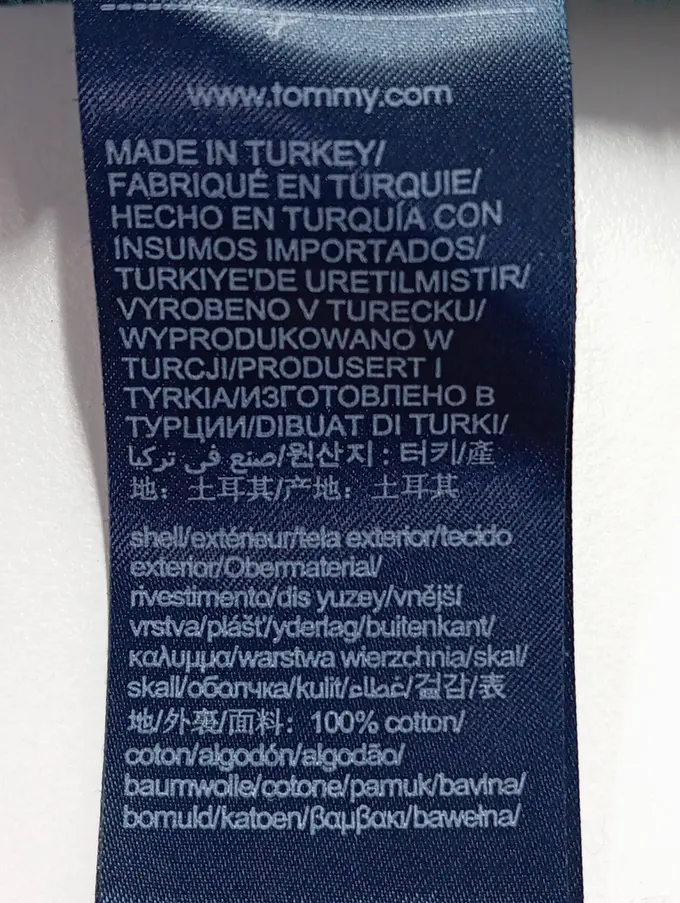 www.tommy.com
MADE IN TURKEY/
FABRIQUÉ EN TURQUIE/
HECHO EN TURQUÍA CON
INSUMOS IMPORTADOS/
TURKIYE'DE URETILMISTIR/
VYROBENO V TURECKU/
WYPRODUKOWANO W
TURCJI/PRODUSERT I
TYRKIA/ИЗГОТОВЛЕНО В
ТУРЦИИ/DIBUAT DI TURKI/
صنع في تركيا/원산지 : 터키/產
地：土耳其/产地：土耳其
shell/extérieur/tela exterior/tecido
exterior/Obermaterial/
rivestimento/dis yuzey/vnější
vrstva/plášť/yderlag/buitenkant/
καλυμμα/warstwa wierzchnia/skal/
skall/оболчка/kulit/غطاء/겉감/表
地/外裏/面料：100% cotton/
coton/algodón/algodão/
baumwolle/cotone/pamuk/bavlna/
bomuld/katoen/βαμβακι/bawełna/